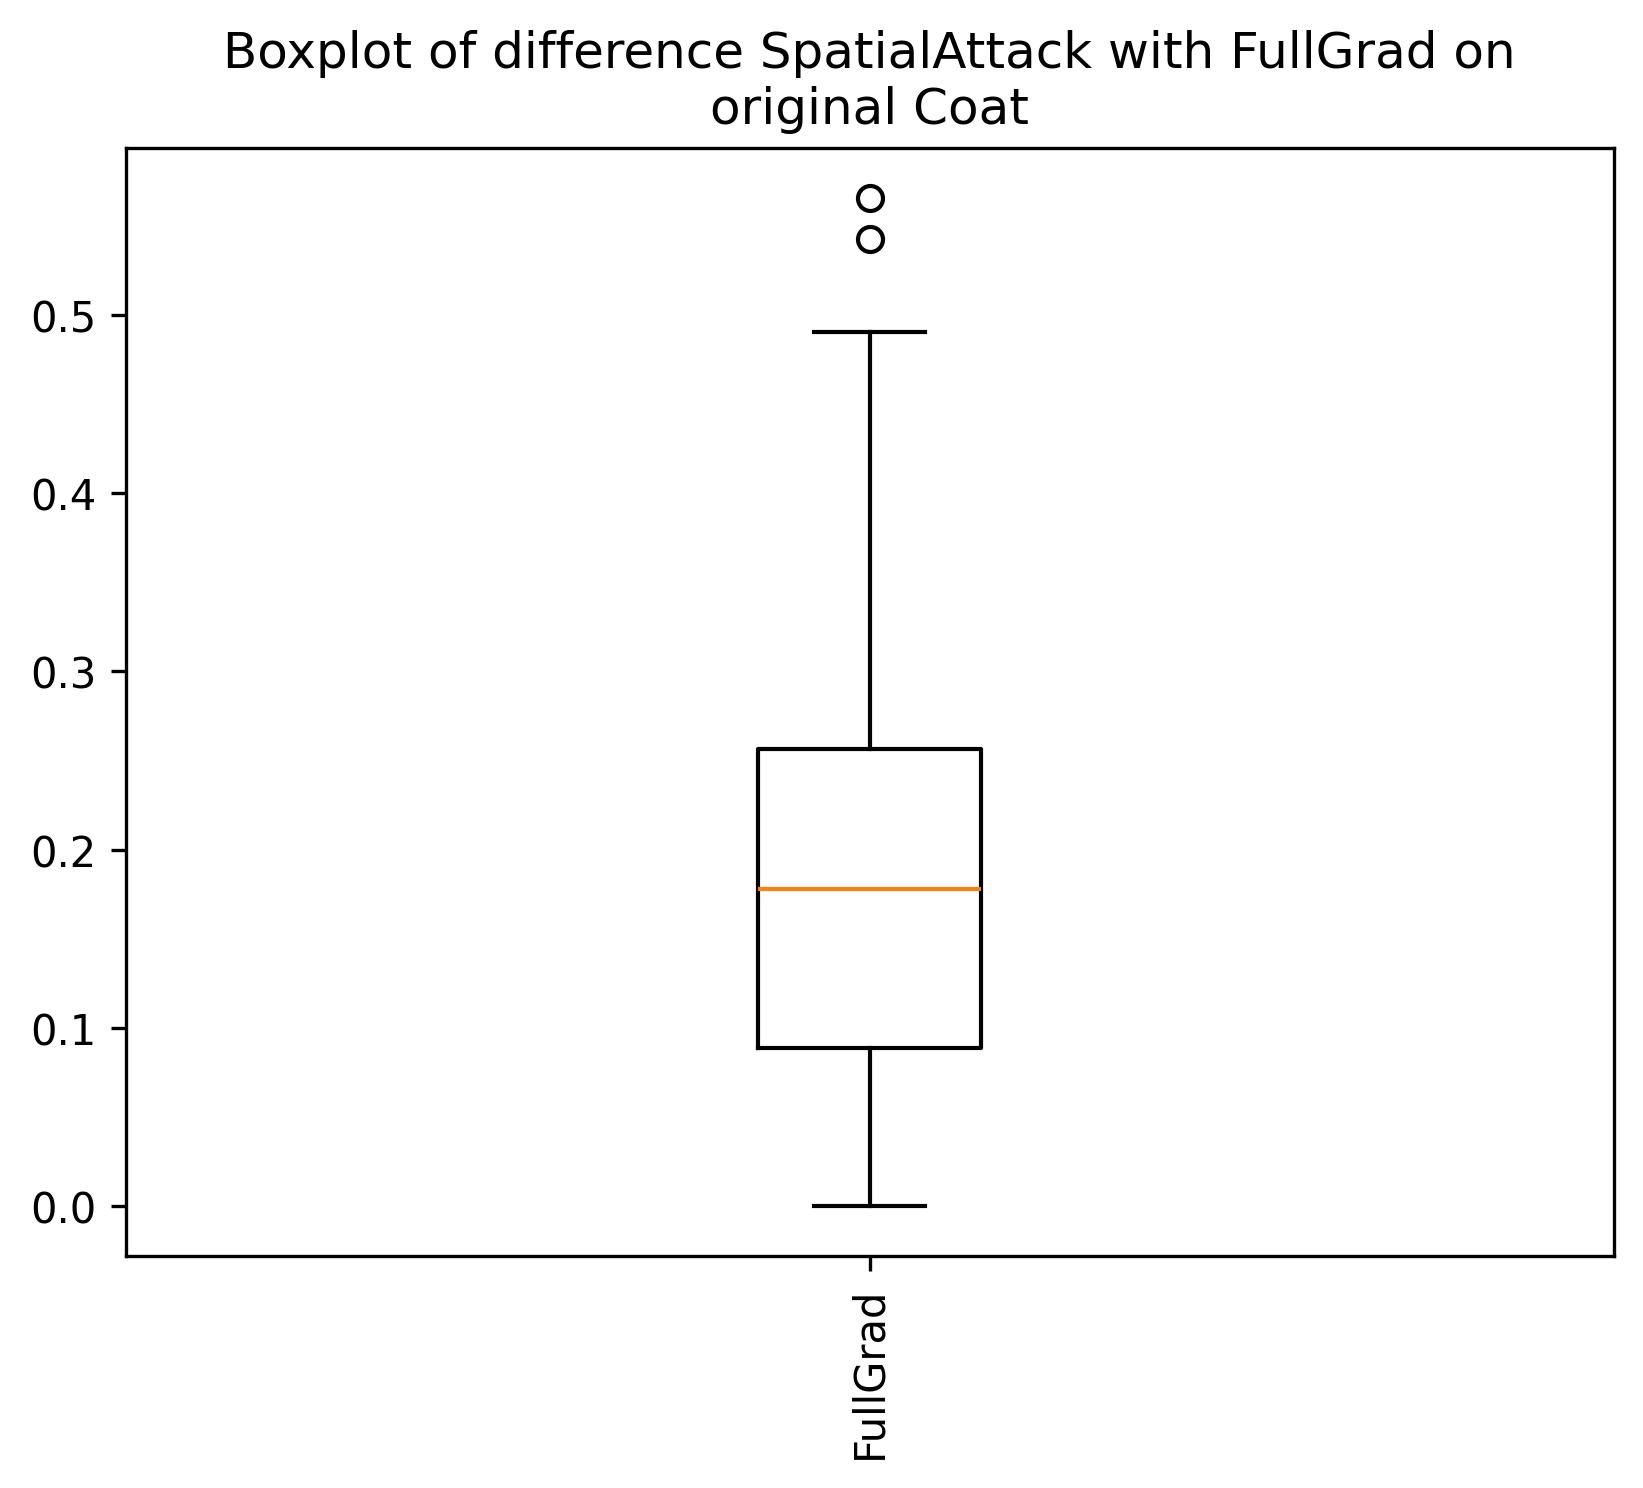 Boxplot of difference SpatialAttack with FullGrad on
original Coat
0.5
0.4
0.3
0.2
0.1
0.0
FullGrad